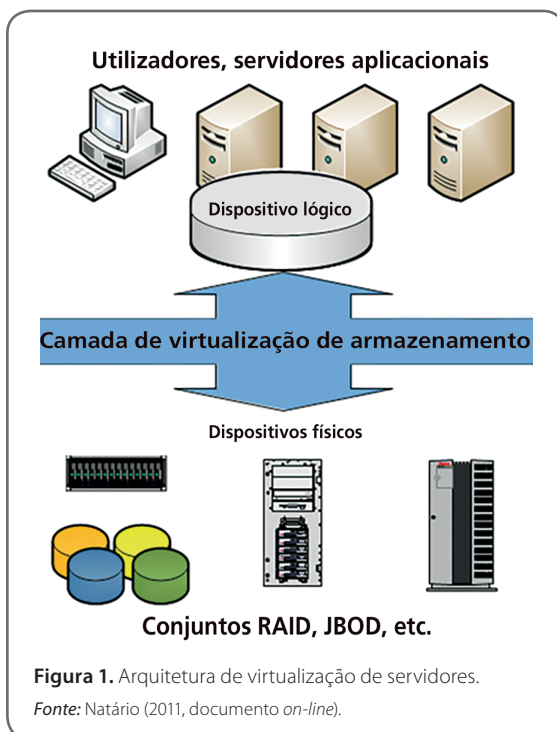 Utilizadores, servidores aplicacionais
Dispositivo lógico
Camada de virtualização de armazenamento
Dispositivos físicos
Conjuntos RAID, JBOD, etc.
Figura 1. Arquitetura de virtualização de servidores.
Fonte: Natário (2011, documento on-line).